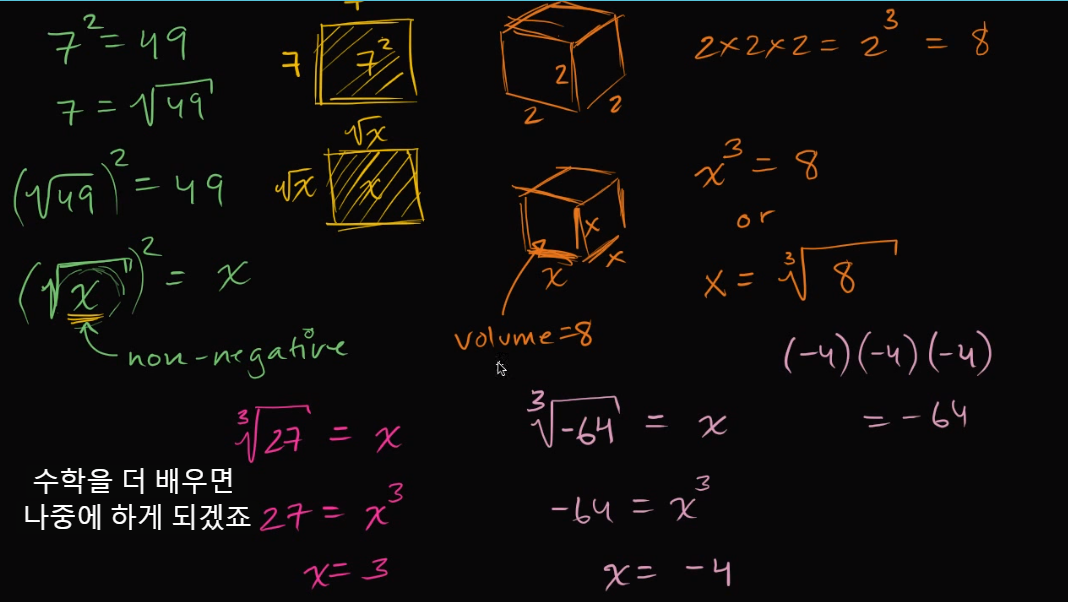 7² = 49
7 = √49
(√49)² = 49
(√x)² = x
non-negative
7
7²
√x
√x
x
2
2
2
2×2×2 = 2³ = 8
x
x
x
volume=8
x³ = 8
or
x = ∛8
∛27 = x
27 = x³
x = 3
∛-64 = x
-64 = x³
x = -4
(-4)(-4)(-4)
= -64
수학을 더 배우면
나중에 하게 되겠죠